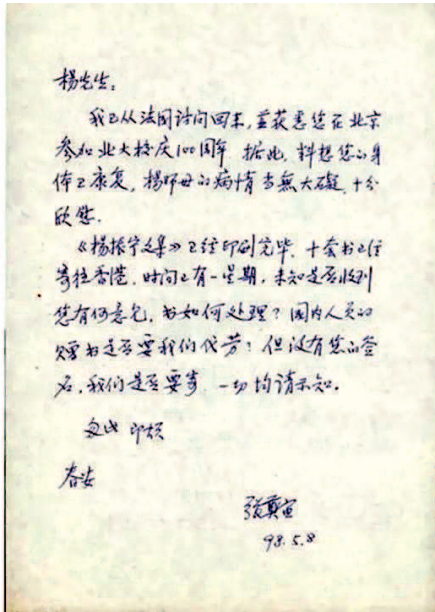 杨先生：
我已从法国访问回来，并获悉您在北京
参加北大校庆100周年。据此，料想您的身
体已康复，杨师母的病情当無大碍，十分
欣慰．
《杨振宁文集》已经印刷完毕，十套书已经
寄往香港．时间已有一星期，未知是否收到
您有何意见，书如何处理？国内人员的
赠书是否要我们代劳？但没有您的签
名，我们是否要寄．一切均请示知。
专此 即颂
春安
张奠宙
98.5.8